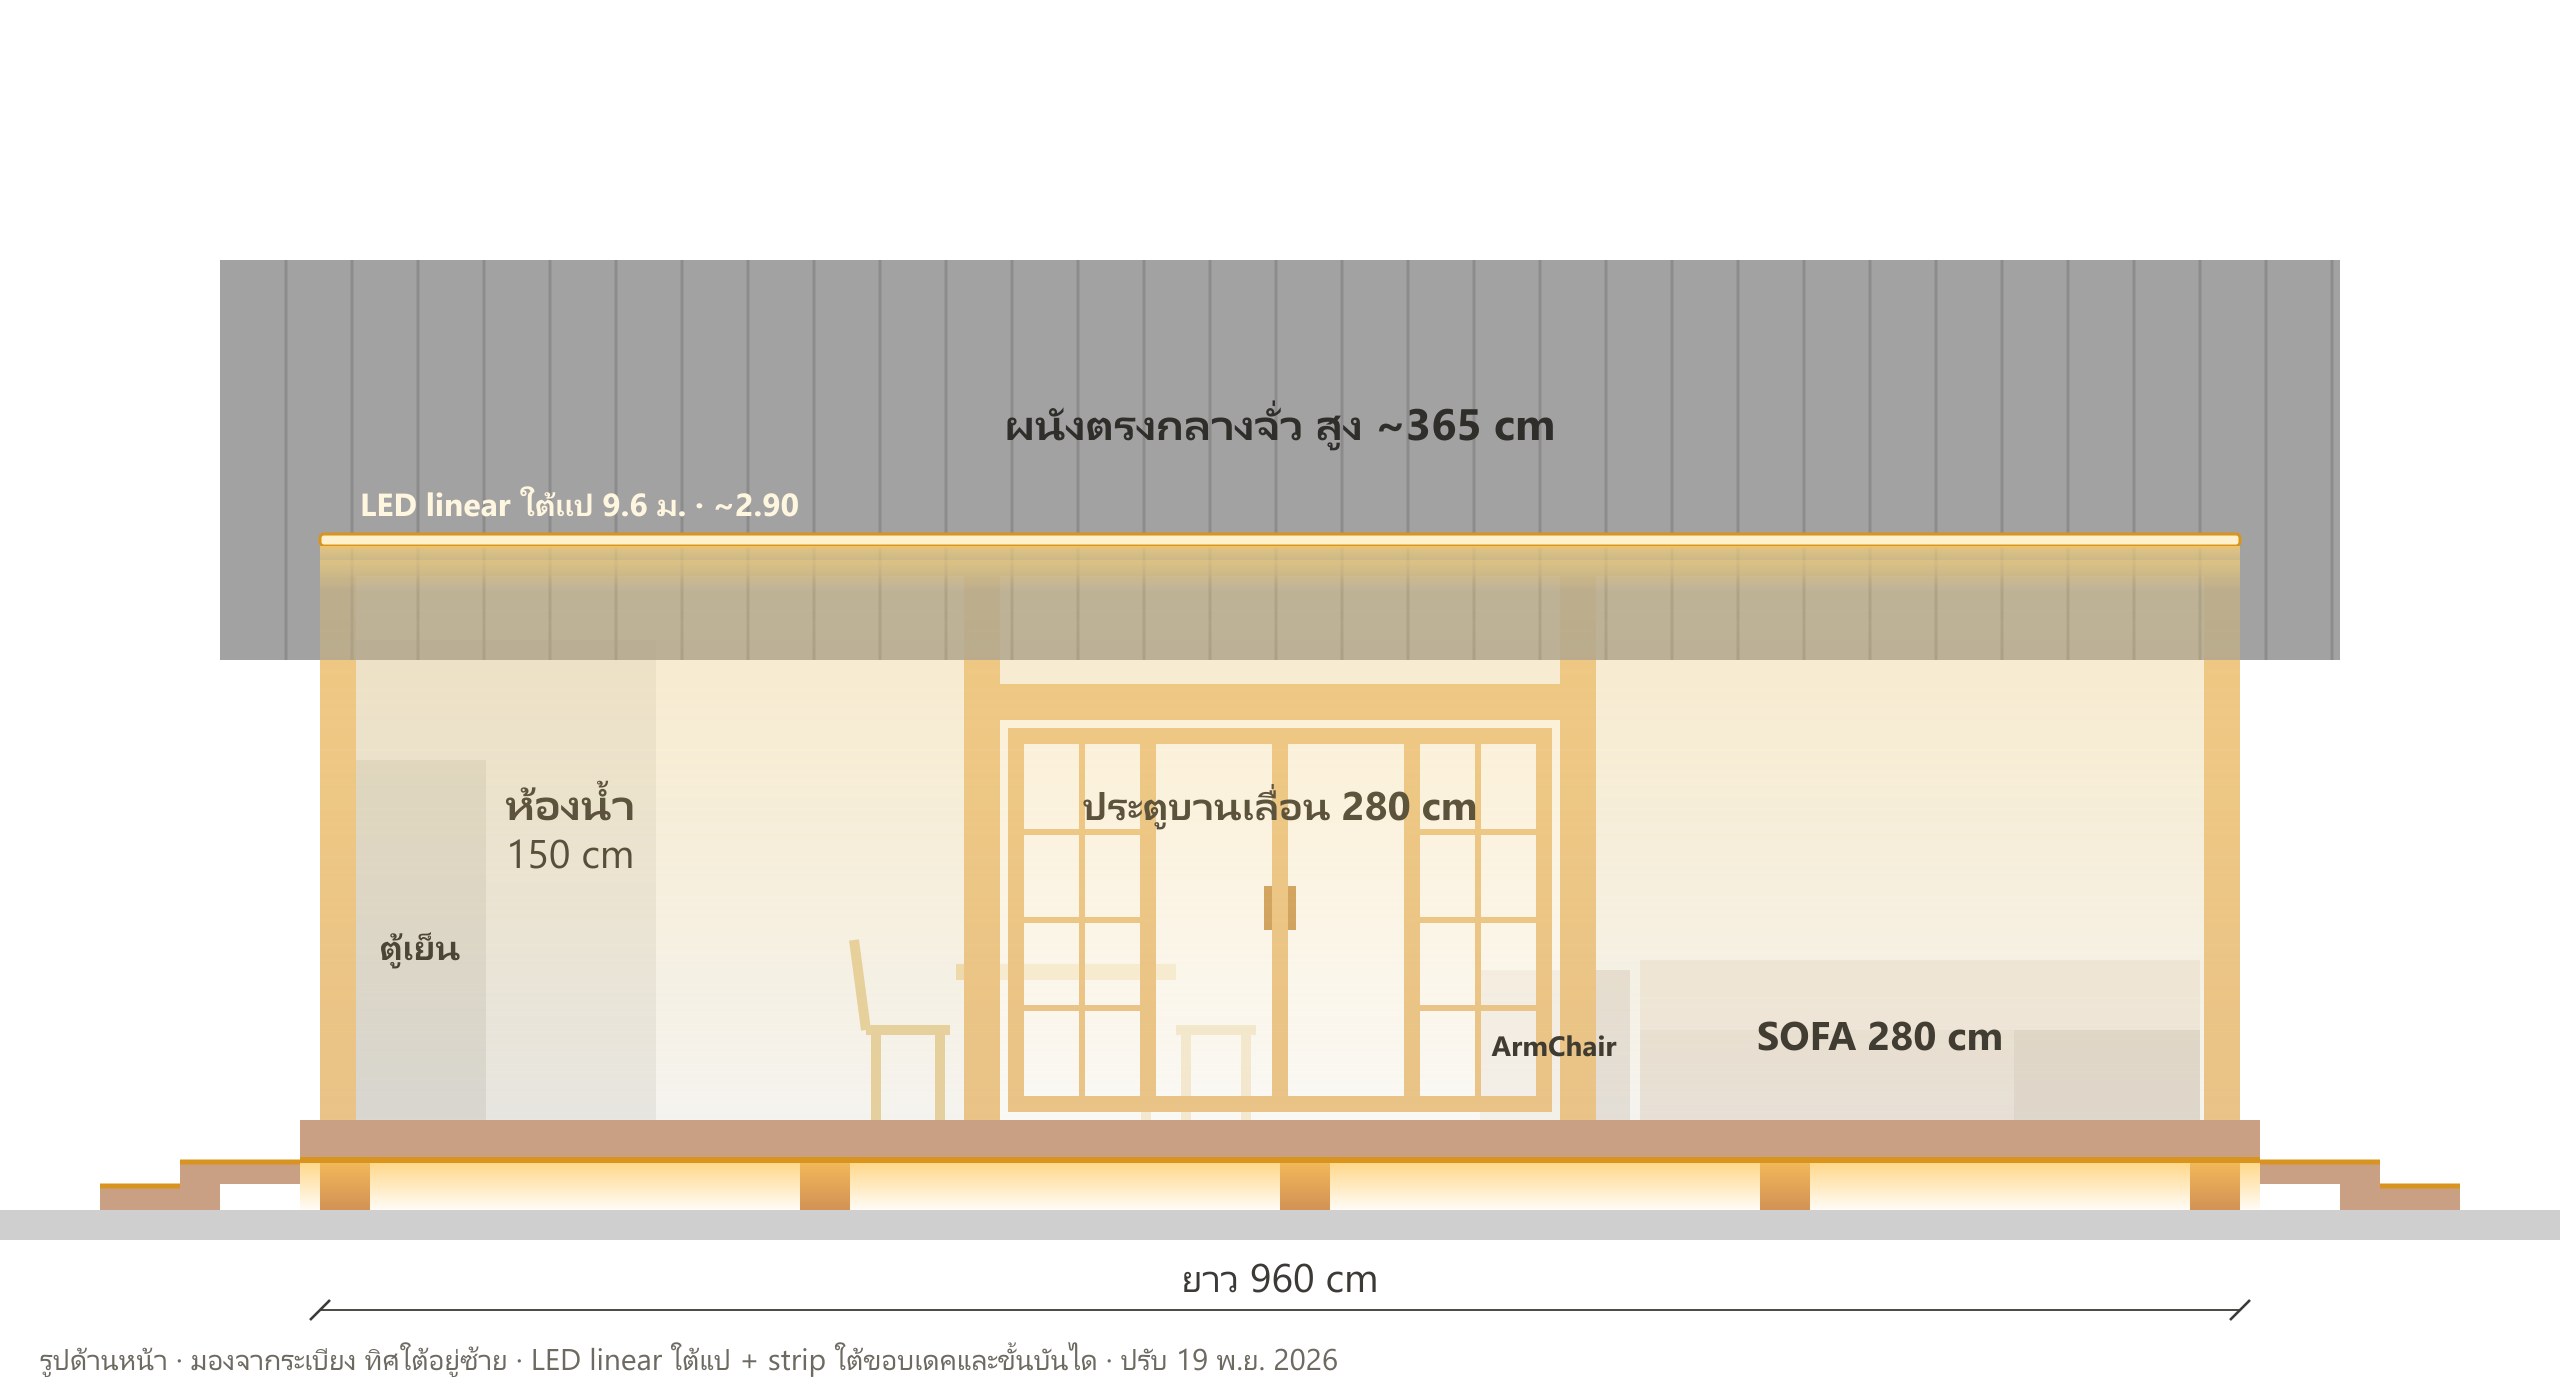 ผนังตรงกลางจั่ว สูง ~365 cm
LED linear ใต้แป 9.6 ม. · ~2.90
ห้องน้ำ
150 cm
ประตูบานเลื่อน 280 cm
ตู้เย็น
ArmChair
SOFA 280 cm
ยาว 960 cm
รูปด้านหน้า · มองจากระเบียง ทิศใต้อยู่ซ้าย · LED linear ใต้แป + strip ใต้ขอบเดคและขั้นบันได · ปรับ 19 พ.ย. 2026